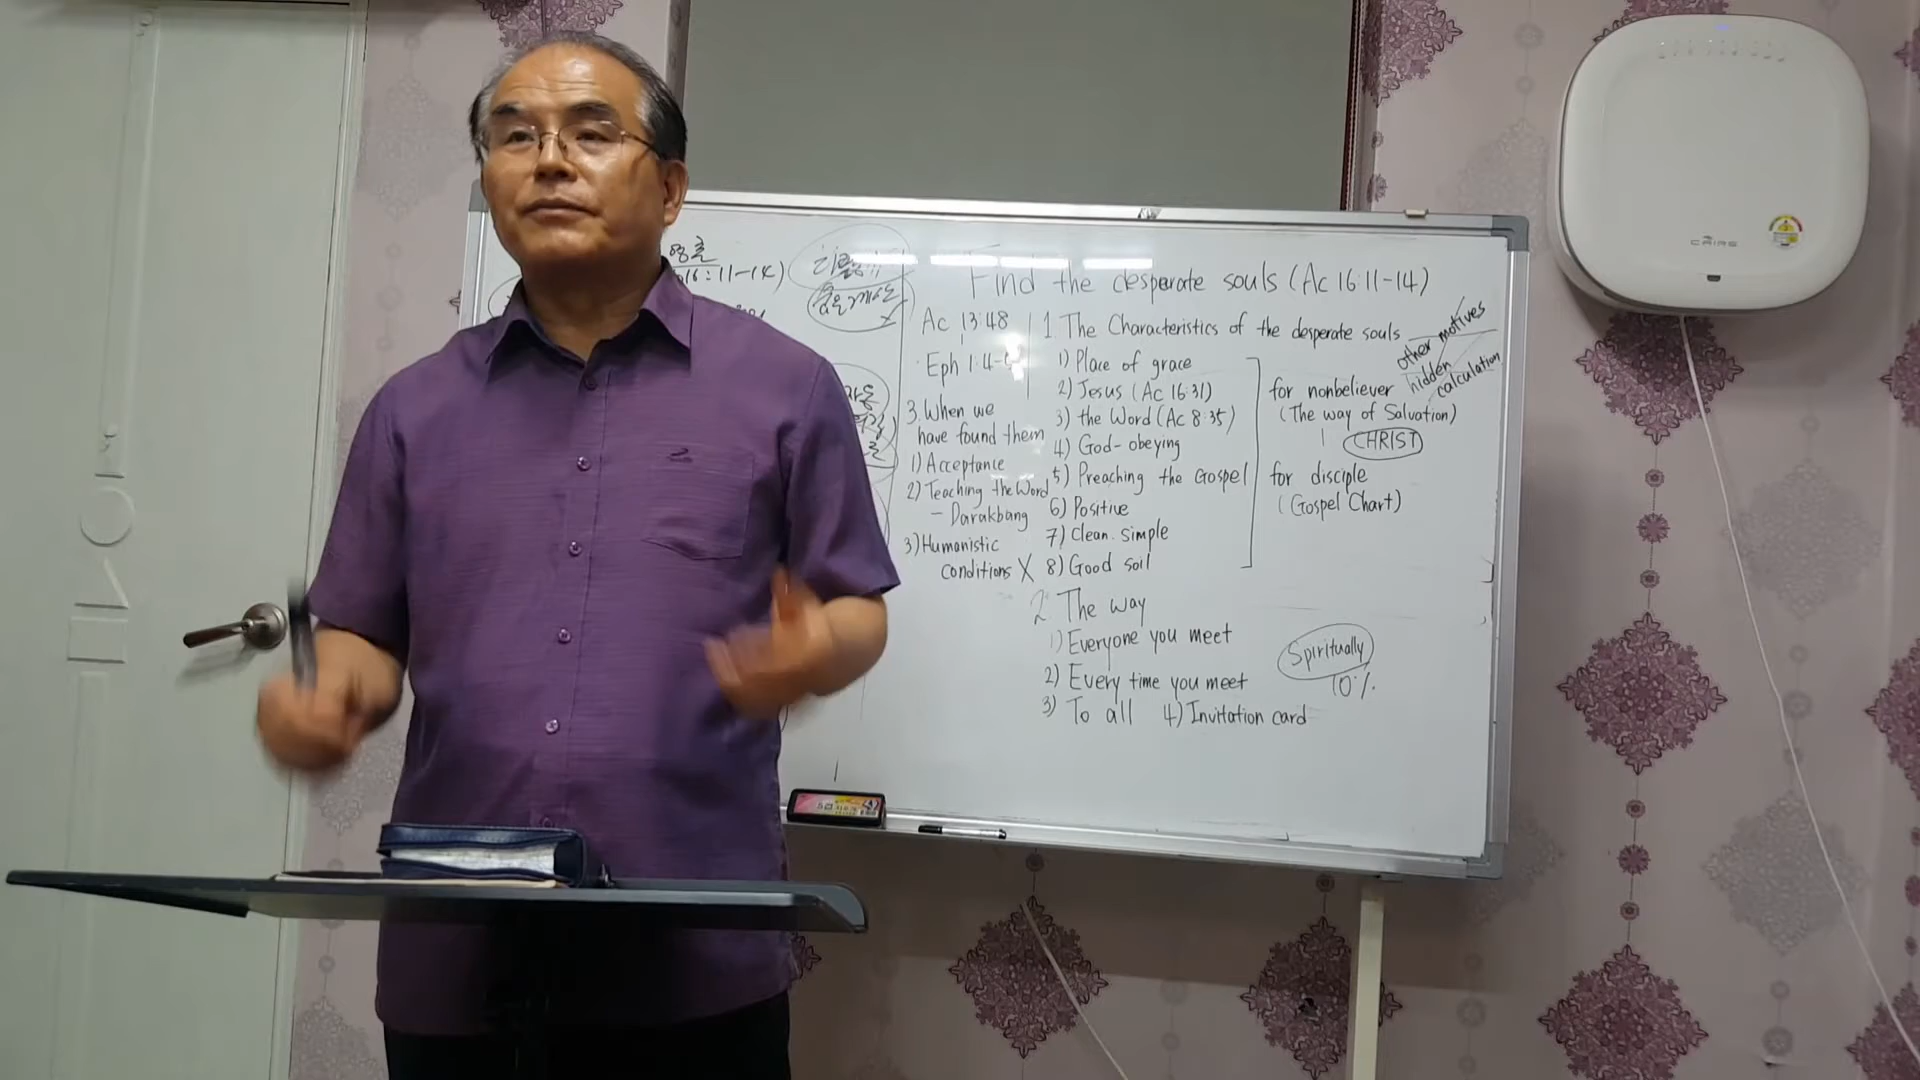 16:11-14)
Find the desperate souls (Ac 16:11-14)
Ac 13:48
Eph 1:4-
3. When we
have found them
1) Acceptance
2) Teaching the Word
- Darakbang
3) Humanistic
conditions X
1. The Characteristics of the desperate souls
1) Place of grace
2) Jesus (Ac 16:31)
3) the Word (Ac 8:35)
4) God-obeying
5) Preaching the Gospel
6) Positive
7) Clean. simple
8) Good soil
other motives
hidden
calculation
for nonbeliever
(The way of Salvation)
CHRIST
for disciple
(Gospel Chart)
2. The way
1) Everyone you meet
2) Every time you meet
3) To all 4) Invitation card
Spiritually
10%.
CAIRS